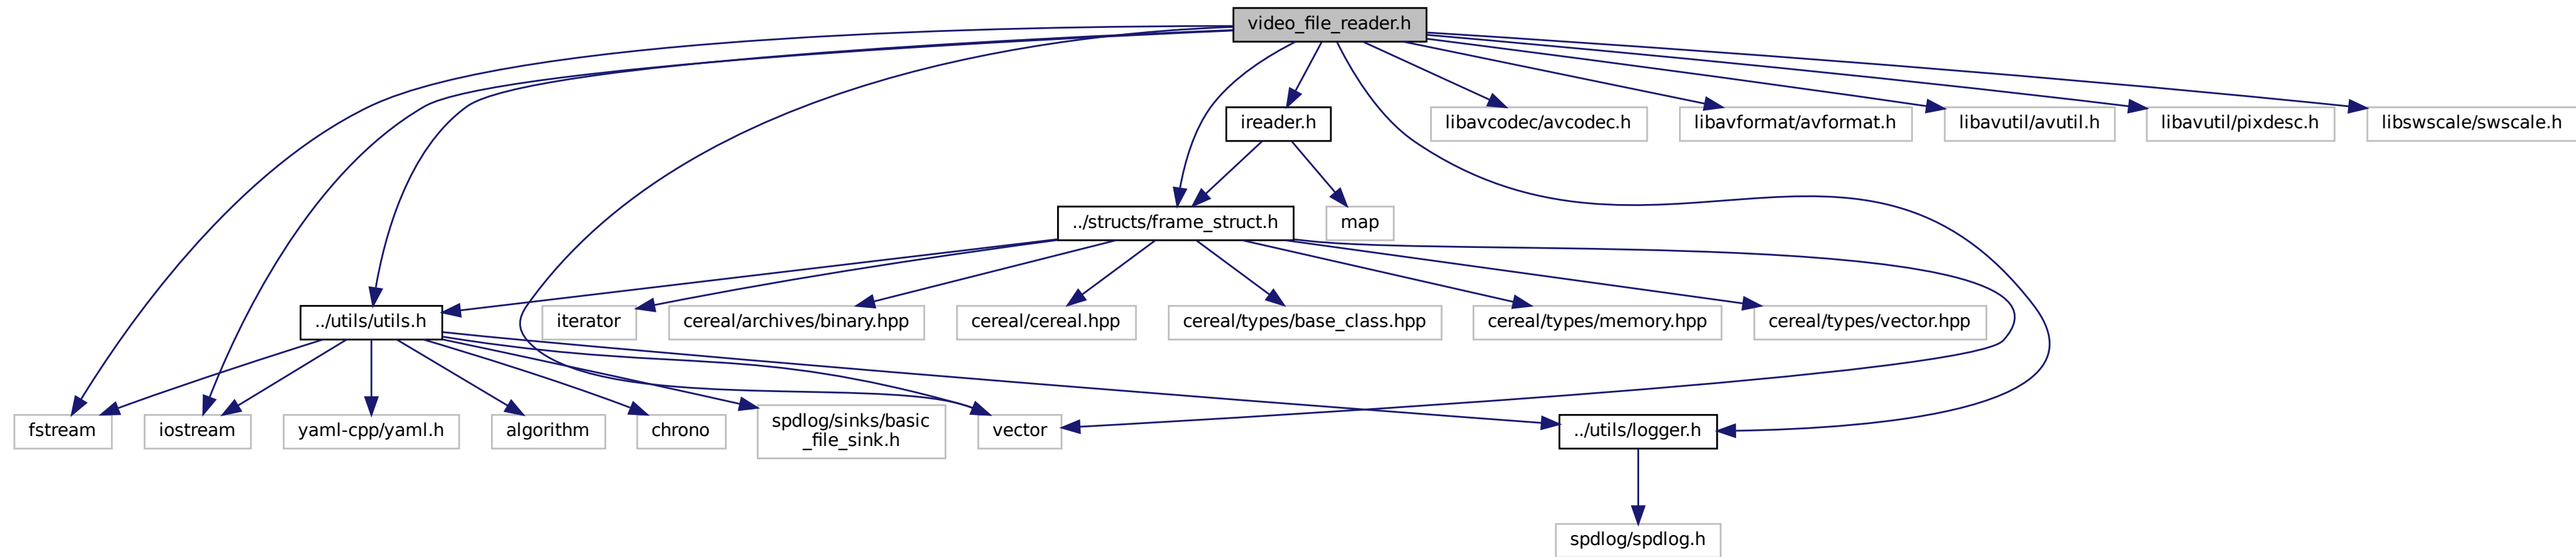 video_file_reader.h
ireader.h
libavcodec/avcodec.h
libavformat/avformat.h
libavutil/avutil.h
libavutil/pixdesc.h
libswscale/swscale.h
../structs/frame_struct.h
map
../utils/utils.h
iterator
cereal/archives/binary.hpp
cereal/cereal.hpp
cereal/types/base_class.hpp
cereal/types/memory.hpp
cereal/types/vector.hpp
fstream
iostream
yaml-cpp/yaml.h
algorithm
chrono
spdlog/sinks/basic
_file_sink.h
vector
../utils/logger.h
spdlog/spdlog.h